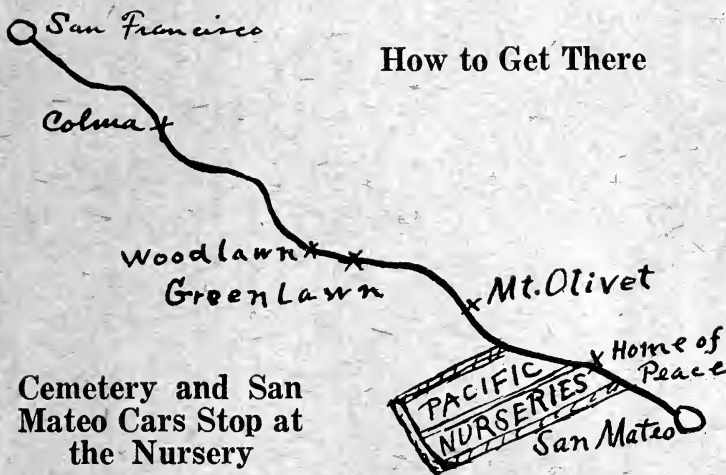 San Francisco
How to Get There
Colma
Woodlawn
GreenLawn
Mt. Olivet
Home of
Peace
PACIFIC
NURSERIES
San Mateo
Cemetery and San
Mateo Cars Stop at
the Nursery